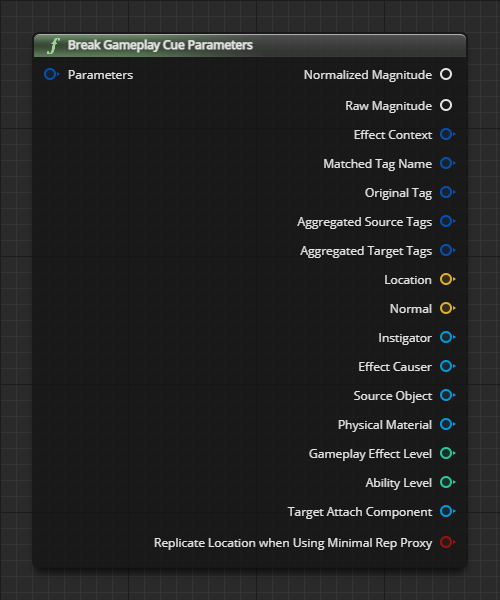 f Break Gameplay Cue Parameters
Parameters
Normalized Magnitude
Raw Magnitude
Effect Context
Matched Tag Name
Original Tag
Aggregated Source Tags
Aggregated Target Tags
Location
Normal
Instigator
Effect Causer
Source Object
Physical Material
Gameplay Effect Level
Ability Level
Target Attach Component
Replicate Location when Using Minimal Rep Proxy